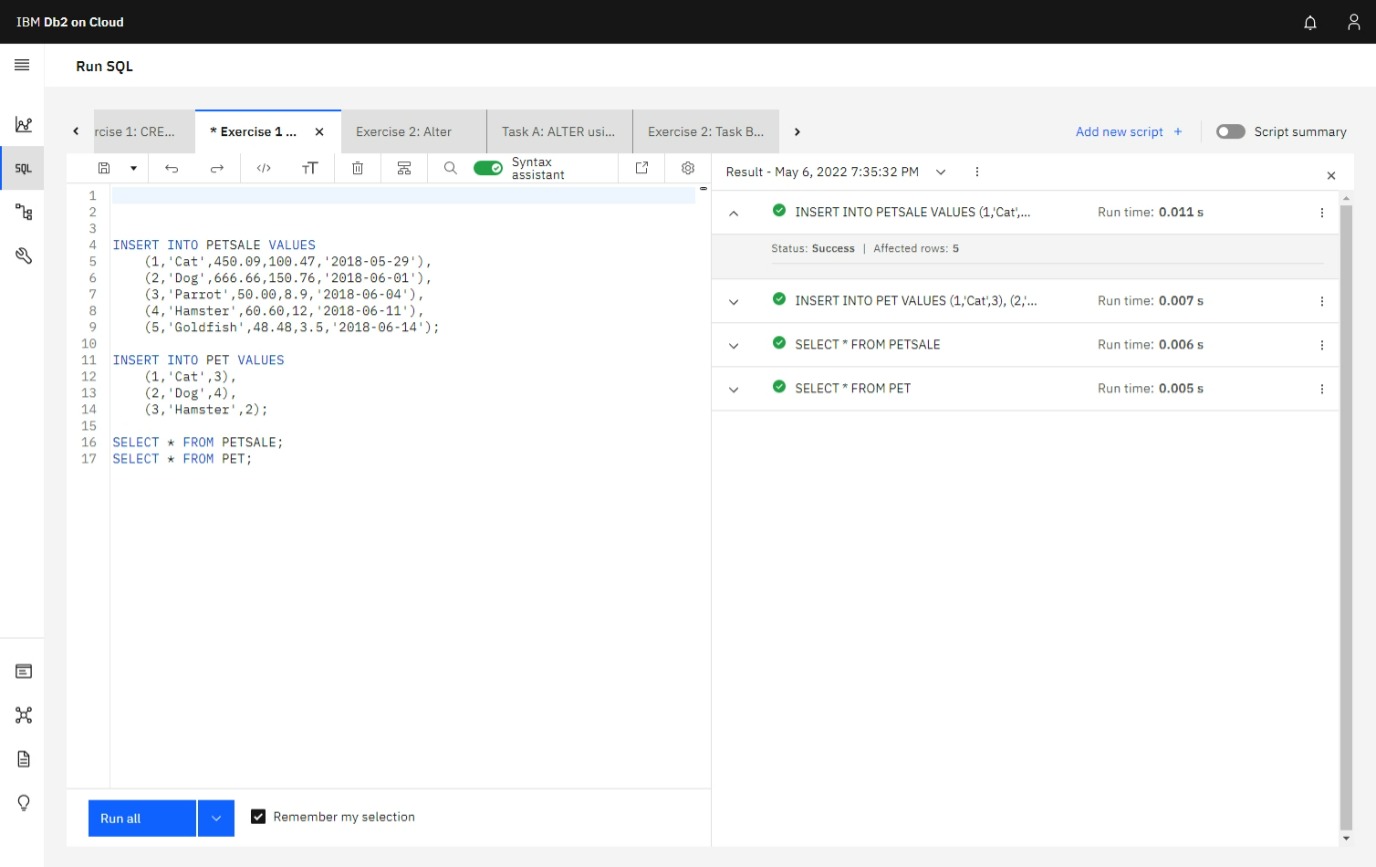 IBM Db2 on Cloud
Run SQL
rcise 1: CRE...
* Exercise 1 ...
Exercise 2: Alter
Task A: ALTER usi...
Exercise 2: Task B...
Add new script +
Script summary
SQL
</>
TT
Syntax
assistant
Result - May 6, 2022 7:35:32 PM
1
2
3
4 INSERT INTO PETSALE VALUES
5 (1,'Cat',450.09,100.47,'2018-05-29'),
6 (2,'Dog',666.66,150.76,'2018-06-01'),
7 (3,'Parrot',50.00,8.9,'2018-06-04'),
8 (4,'Hamster',60.60,12,'2018-06-11'),
9 (5,'Goldfish',48.48,3.5,'2018-06-14');
10
11 INSERT INTO PET VALUES
12 (1,'Cat',3),
13 (2,'Dog',4),
14 (3,'Hamster',2);
15
16 SELECT * FROM PETSALE;
17 SELECT * FROM PET;
INSERT INTO PETSALE VALUES (1,'Cat',... Run time: 0.011 s
Status: Success | Affected rows: 5
INSERT INTO PET VALUES (1,'Cat',3), (2,'... Run time: 0.007 s
SELECT * FROM PETSALE Run time: 0.006 s
SELECT * FROM PET Run time: 0.005 s
Run all
Remember my selection